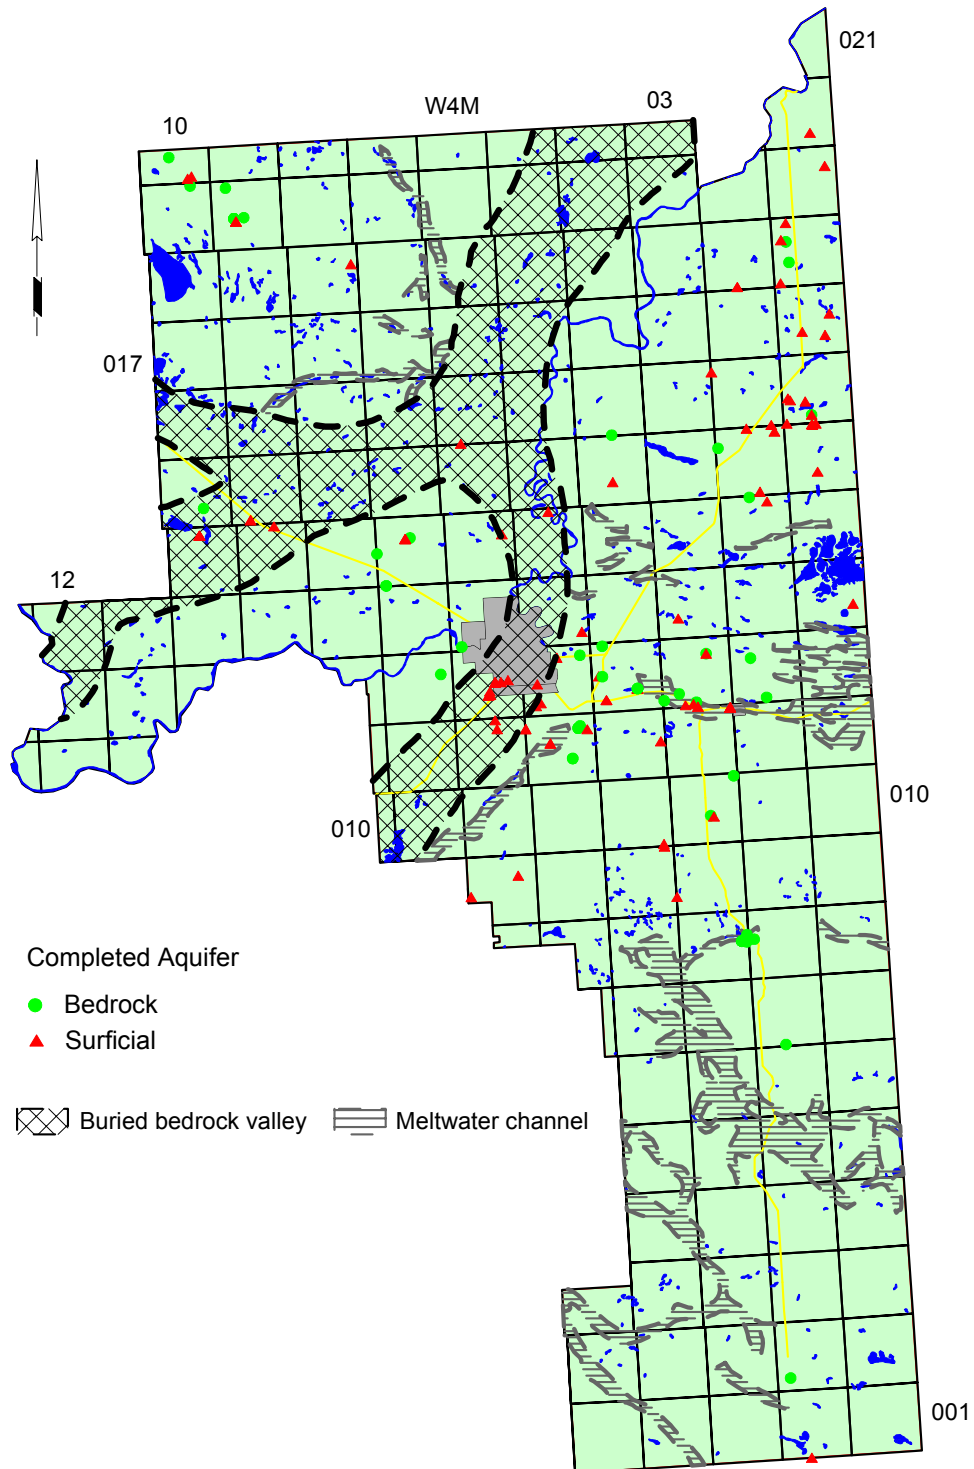 021
W4M
03
10
017
12
010
010
Completed Aquifer
Bedrock
Surficial
Buried bedrock valley
Meltwater channel
001